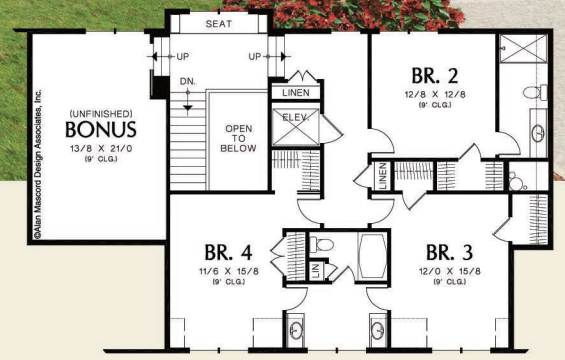 SEAT
UP
UP
DN.
LINEN
ELEV.
OPEN
TO
BELOW
(UNFINISHED)
BONUS
13/8 X 21/0
(9' CLG.)
©Alan Mascord Design Associates, Inc.
BR. 2
12/8 X 12/8
(9' CLG.)
LINEN
BR. 4
11/6 X 15/8
(9' CLG.)
LIN
BR. 3
12/0 X 15/8
(9' CLG.)